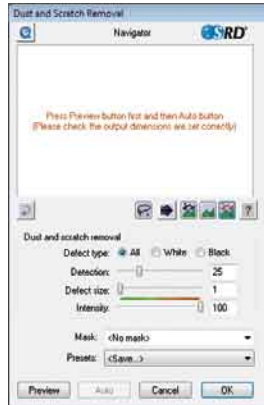 Dust and Scratch Removal
Navigator
SRD
Press Preview button first and then Auto button
(Please check the output dimensions are set correctly)
?
Dust and scratch removal
Defect type: All White Black
Detection: 25
Defect size: 1
Intensity: 100
Mask: <No mask>
Presets: <Save...>
Preview Auto Cancel OK